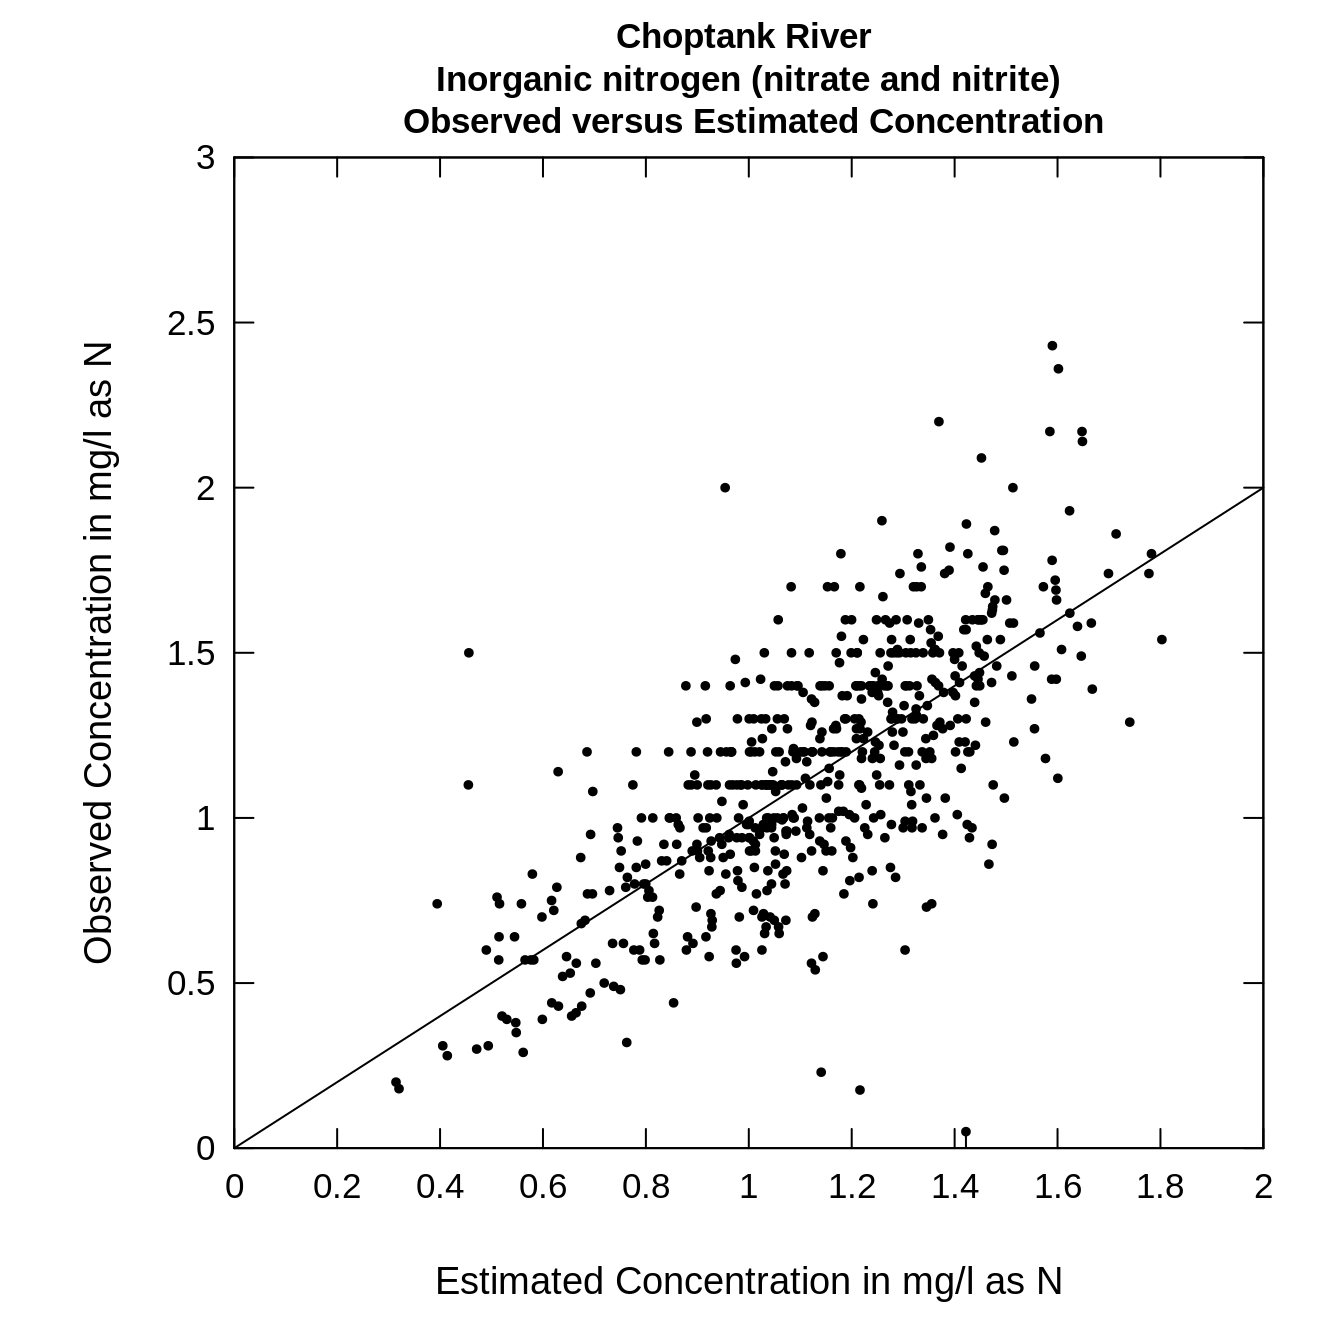 Choptank River
Inorganic nitrogen (nitrate and nitrite)
Observed versus Estimated Concentration
3
2.5
2
1.5
1
0.5
0
Observed Concentration in mg/l as N
0 0.2 0.4 0.6 0.8 1 1.2 1.4 1.6 1.8 2
Estimated Concentration in mg/l as N